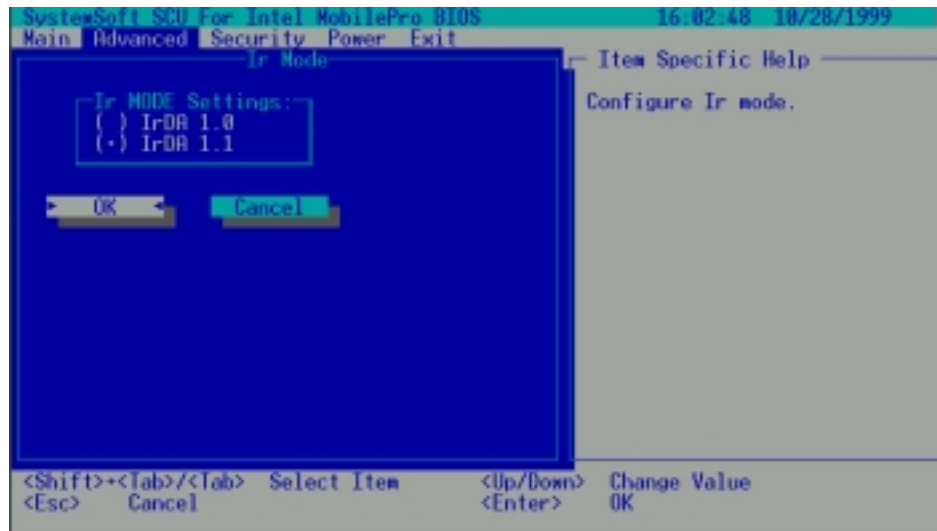 SystemSoft SCU For Intel MobilePro BIOS 16:02:48 10/28/1999
Main Advanced Security Power Exit
Ir Mode
Item Specific Help
Configure Ir mode.
Ir MODE Settings:
( ) IrDA 1.0
(·) IrDA 1.1
OK
Cancel
<Shift>+<Tab>/<Tab> Select Item <Up/Down> Change Value
<Esc> Cancel <Enter> OK